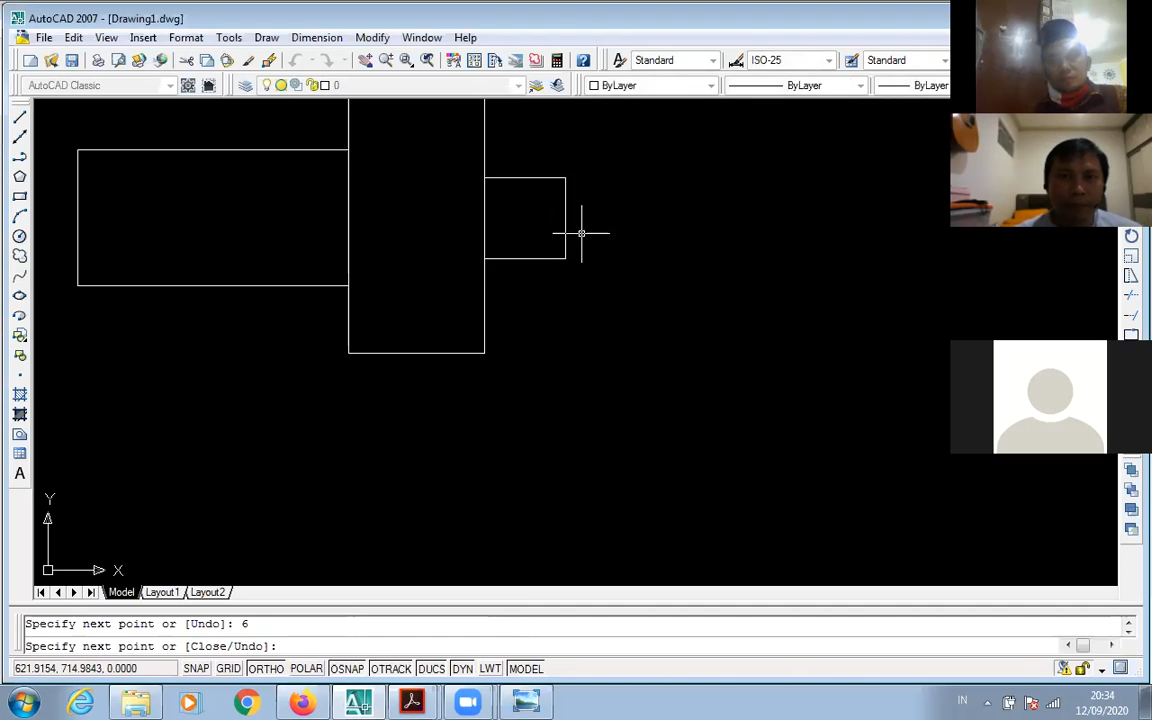 AutoCAD 2007 - [Drawing1.dwg]
File Edit View Insert Format Tools Draw Dimension Modify Window Help
Standard ISO-25 Standard
AutoCAD Classic 0 ByLayer ByLayer ByLayer
Y
X
Model Layout1 Layout2
Specify next point or [Undo]: 6
Specify next point or [Close/Undo]:
621.9154, 714.9843, 0.0000 SNAP GRID ORTHO POLAR OSNAP OTRACK DUCS DYN LWT MODEL
IN
20:34
12/09/2020